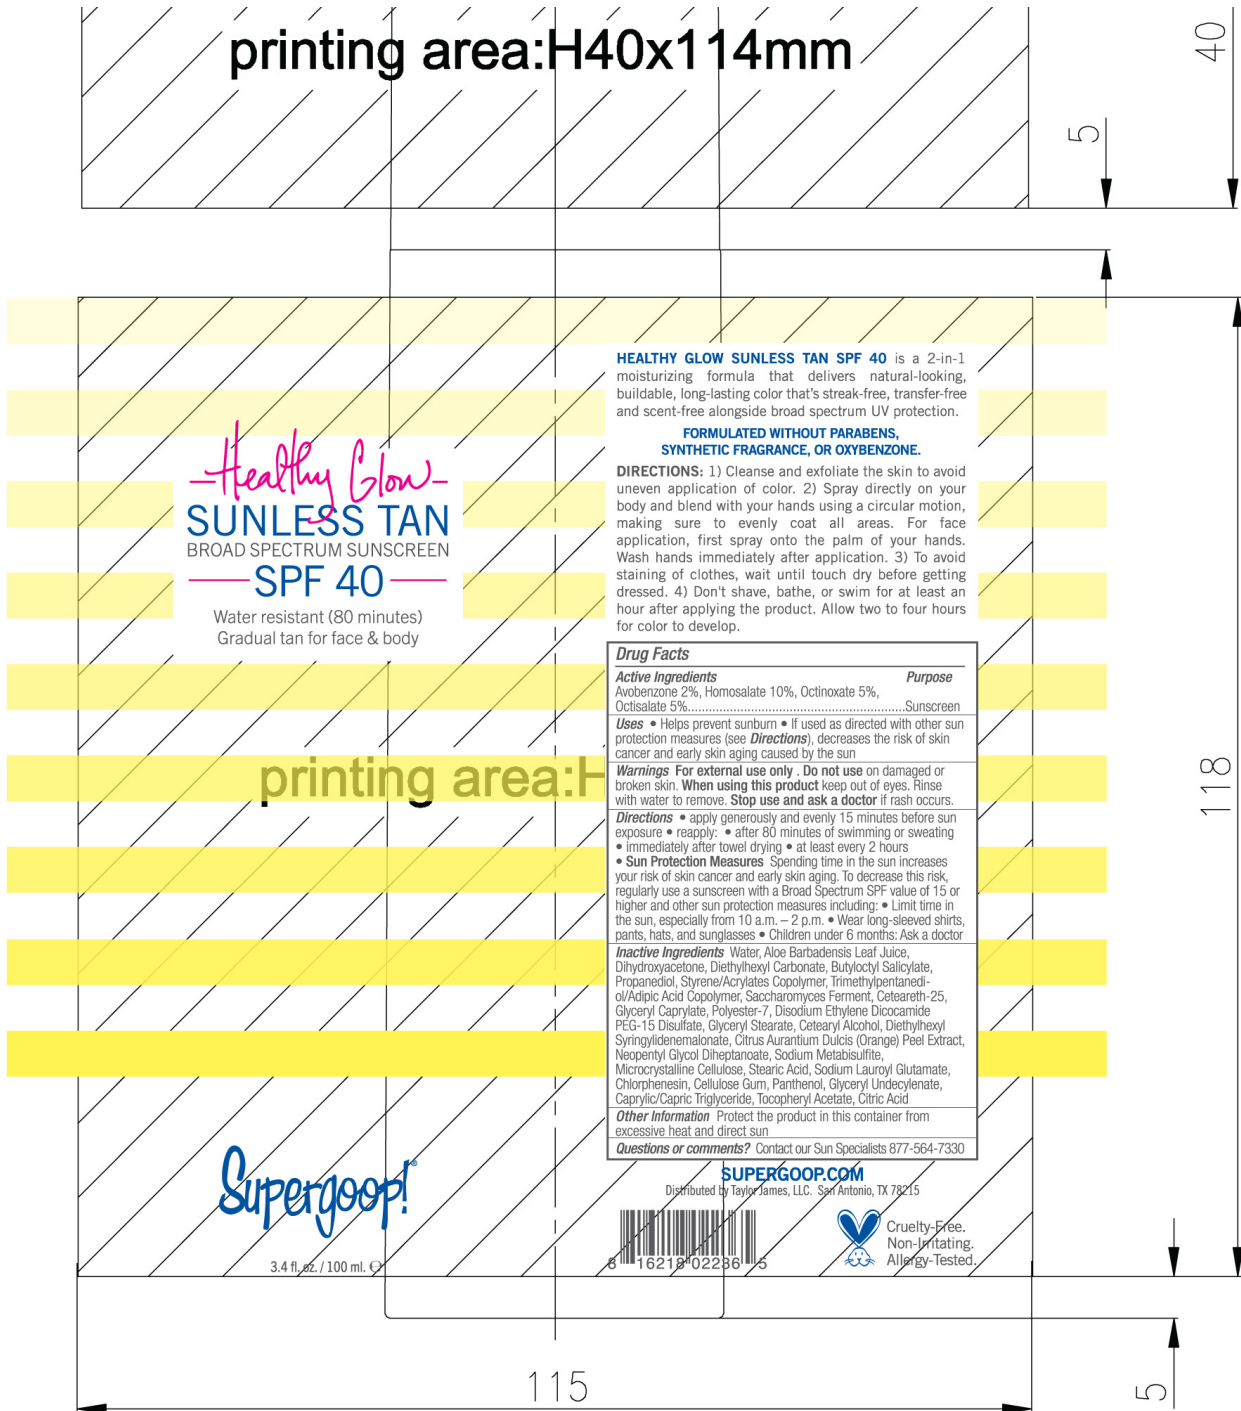 printing area:H40x114mm
40
5
HEALTHY GLOW SUNLESS TAN SPF 40 is a 2-in-1
moisturizing formula that delivers natural-looking,
buildable, long-lasting color that's streak-free, transfer-free
and scent-free alongside broad spectrum UV protection.
FORMULATED WITHOUT PARABENS,
SYNTHETIC FRAGRANCE, OR OXYBENZONE.
DIRECTIONS: 1) Cleanse and exfoliate the skin to avoid
uneven application of color. 2) Spray directly on your
body and blend with your hands using a circular motion,
making sure to evenly coat all areas. For face
application, first spray onto the palm of your hands.
Wash hands immediately after application. 3) To avoid
staining of clothes, wait until touch dry before getting
dressed. 4) Don't shave, bathe, or swim for at least an
hour after applying the product. Allow two to four hours
for color to develop.
Healthy Glow
SUNLESS TAN
BROAD SPECTRUM SUNSCREEN
SPF 40
Water resistant (80 minutes)
Gradual tan for face & body
printing area:H
Drug Facts
Active Ingredients Purpose
Avobenzone 2%, Homosalate 10%, Octinoxate 5%,
Octisalate 5%..........................................................Sunscreen
Uses • Helps prevent sunburn • If used as directed with other sun
protection measures (see Directions), decreases the risk of skin
cancer and early skin aging caused by the sun
Warnings For external use only . Do not use on damaged or
broken skin. When using this product keep out of eyes. Rinse
with water to remove. Stop use and ask a doctor if rash occurs.
Directions • apply generously and evenly 15 minutes before sun
exposure • reapply: • after 80 minutes of swimming or sweating
• immediately after towel drying • at least every 2 hours
• Sun Protection Measures Spending time in the sun increases
your risk of skin cancer and early skin aging. To decrease this risk,
regularly use a sunscreen with a Broad Spectrum SPF value of 15 or
higher and other sun protection measures including: • Limit time in
the sun, especially from 10 a.m. – 2 p.m. • Wear long-sleeved shirts,
pants, hats, and sunglasses • Children under 6 months: Ask a doctor
Inactive Ingredients Water, Aloe Barbadensis Leaf Juice,
Dihydroxyacetone, Diethylhexyl Carbonate, Butyloctyl Salicylate,
Propanediol, Styrene/Acrylates Copolymer, Trimethylpentanedi-
ol/Adipic Acid Copolymer, Saccharomyces Ferment, Ceteareth-25,
Glyceryl Caprylate, Polyester-7, Disodium Ethylene Dicocamide
PEG-15 Disulfate, Glyceryl Stearate, Cetearyl Alcohol, Diethylhexyl
Syringylidenemalonate, Citrus Aurantium Dulcis (Orange) Peel Extract,
Neopentyl Glycol Diheptanoate, Sodium Metabisulfite,
Microcrystalline Cellulose, Stearic Acid, Sodium Lauroyl Glutamate,
Chlorphenesin, Cellulose Gum, Panthenol, Glyceryl Undecylenate,
Caprylic/Capric Triglyceride, Tocopheryl Acetate, Citric Acid
Other Information Protect the product in this container from
excessive heat and direct sun
Questions or comments? Contact our Sun Specialists 877-564-7330
118
Supergoop!®
3.4 fl. oz. / 100 ml. ℮
SUPERGOOP.COM
Distributed by Taylor James, LLC. San Antonio, TX 78215
8 16218 02236 5
Cruelty-Free.
Non-Irritating.
Allergy-Tested.
115
5